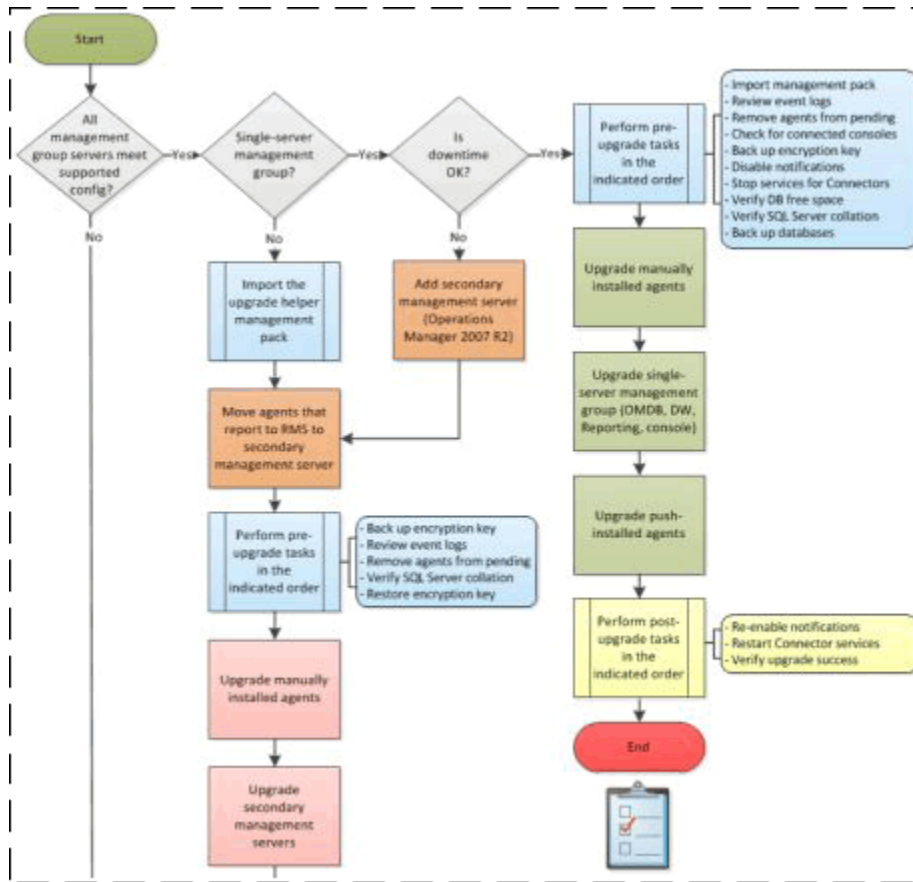 Start
All
management
group servers meet
supported
config?
Yes
Single-server
management
group?
Yes
Is
downtime
OK?
Yes
Perform pre-
upgrade tasks
in the
indicated order
- Import management pack
- Review event logs
- Remove agents from pending
- Check for connected consoles
- Back up encryption key
- Disable notifications
- Stop services for Connectors
- Verify DB free space
- Verify SQL Server collation
- Back up databases
No
No
No
Import the
upgrade helper
management
pack
Add secondary
management server
(Operations
Manager 2007 R2)
Upgrade manually
installed agents
Move agents that
report to RMS to
secondary
management server
Upgrade single-
server management
group (OMDB, DW,
Reporting, console)
Perform pre-
upgrade tasks
in the
indicated order
- Back up encryption key
- Review event logs
- Remove agents from pending
- Verify SQL Server collation
- Restore encryption key
Upgrade push-
installed agents
Upgrade manually
installed agents
Perform post-
upgrade tasks
in the
indicated order
- Re-enable notifications
- Restart Connector services
- Verify upgrade success
Upgrade
secondary
management
servers
End